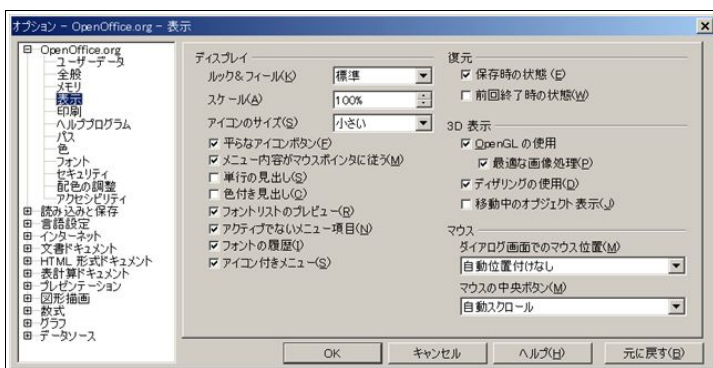 オプション - OpenOffice.org - 表示
OpenOffice.org
ユーザーデータ
全般
メモリ
表示
印刷
ヘルププログラム
パス
色
フォント
セキュリティ
配色の調整
アクセシビリティ
読み込みと保存
言語設定
インターネット
文書ドキュメント
HTML 形式ドキュメント
表計算ドキュメント
プレゼンテーション
図形描画
数式
グラフ
データソース
ディスプレイ
ルック&フィール(K) 標準
スケール(A) 100%
アイコンのサイズ(S) 小さい
平らなアイコンボタン(F)
メニュー内容がマウスポインタに従う(M)
単行の見出し(S)
色付き見出し(C)
フォントリストのプレビュー(R)
アクティブでないメニュー項目(N)
フォントの履歴(I)
アイコン付きメニュー(S)
復元
保存時の状態 (E)
前回終了時の状態(W)
3D 表示
OpenGL の使用
最適な画像処理(P)
ディザリングの使用(D)
移動中のオブジェクト表示(J)
マウス
ダイアログ画面でのマウス位置(M)
自動位置付けなし
マウスの中央ボタン(M)
自動スクロール
OK キャンセル ヘルプ(H) 元に戻す(B)